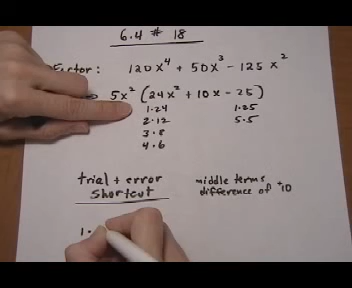 6.4 # 18
Factor: 120x⁴ + 50x³ - 125x²
5x² (24x² + 10x - 25)
1·24 1·25
2·12 5·5
3·8
4·6
trial + error middle terms
shortcut difference of +10
1·